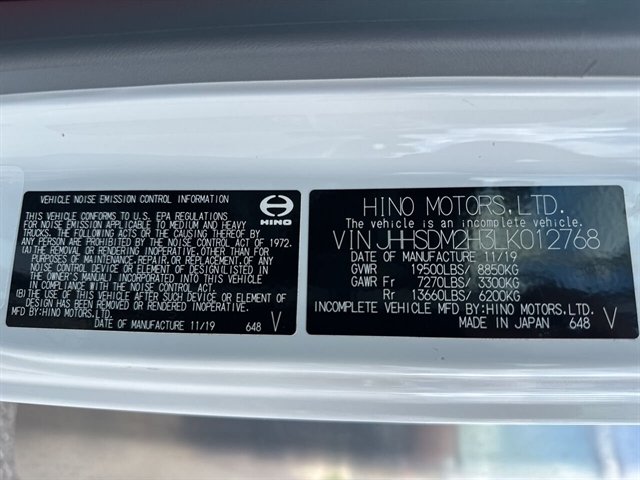 VEHICLE NOISE EMISSION CONTROL INFORMATION
THIS VEHICLE CONFORMS TO U.S. EPA REGULATIONS
FOR NOISE EMISSION APPLICABLE TO MEDIUM AND HEAVY
TRUCKS. THE FOLLOWING ACTS OR THE CAUSING THEREOF BY
ANY PERSON ARE PROHIBITED BY THE NOISE CONTROL ACT OF 1972.
(A) THE REMOVAL OR RENDERING INOPERATIVE, OTHER THAN FOR
PURPOSES OF MAINTENANCE, REPAIR, OR REPLACEMENT, OF ANY
NOISE CONTROL DEVICE OR ELEMENT OF DESIGN (LISTED IN
THE OWNER'S MANUAL) INCORPORATED INTO THIS VEHICLE
IN COMPLIANCE WITH THE NOISE CONTROL ACT.
(B) THE USE OF THIS VEHICLE AFTER SUCH DEVICE OR ELEMENT OF
DESIGN HAS BEEN REMOVED OR RENDERED INOPERATIVE.
MFD BY: HINO MOTORS, LTD.
DATE OF MANUFACTURE 11/19 648 V
HINO
HINO MOTORS, LTD.
The vehicle is an incomplete vehicle.
VIN JHHSDM2H3LK012768
DATE OF MANUFACTURE 11/19
GVWR 19500LBS/ 8850KG
GAWR Fr 7270LBS/ 3300KG
Rr 13660LBS/ 6200KG
INCOMPLETE VEHICLE MFD BY:HINO MOTORS,LTD.
MADE IN JAPAN 648 V